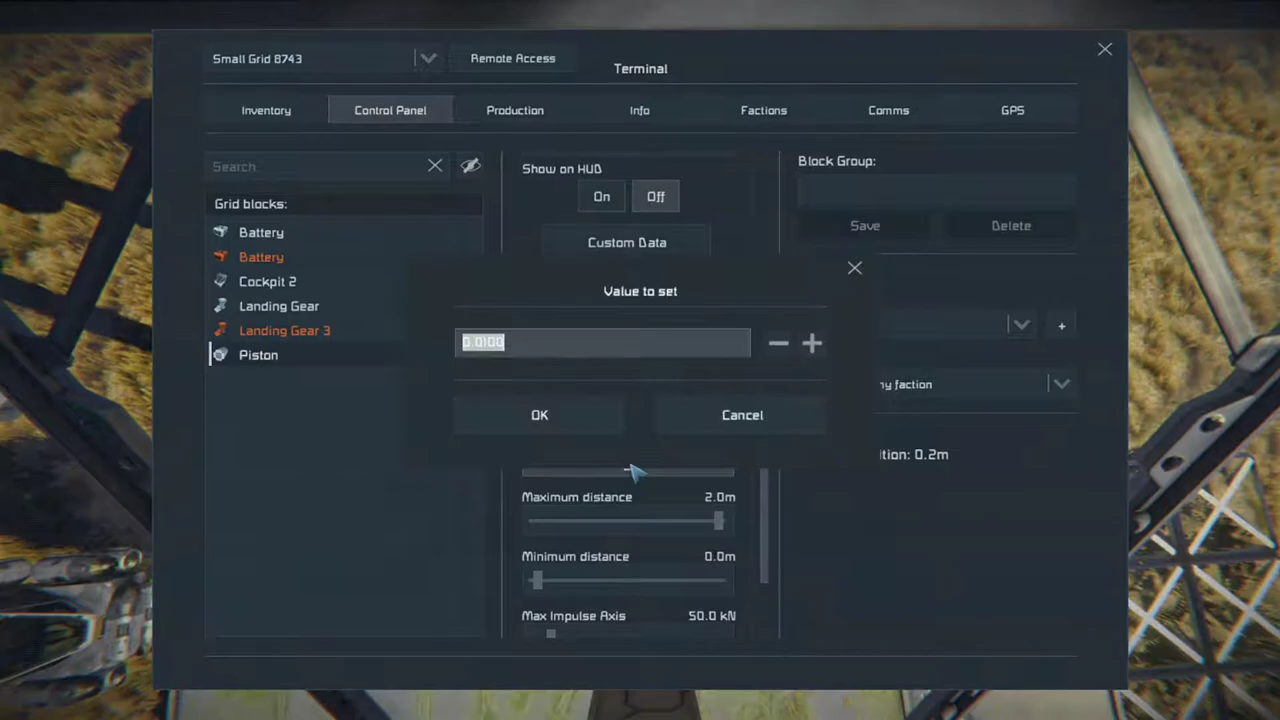 Small Grid 8743
Remote Access
Terminal
Inventory
Control Panel
Production
Info
Factions
Comms
GPS
Search
Show on HUD
On
Off
Custom Data
Block Group:
Save
Delete
Grid blocks:
Battery
Battery
Cockpit 2
Landing Gear
Landing Gear 3
Piston
Value to set
0.0100
OK
Cancel
ny faction
ition: 0.2m
Maximum distance 2.0m
Minimum distance 0.0m
Max Impulse Axis 50.0 kN